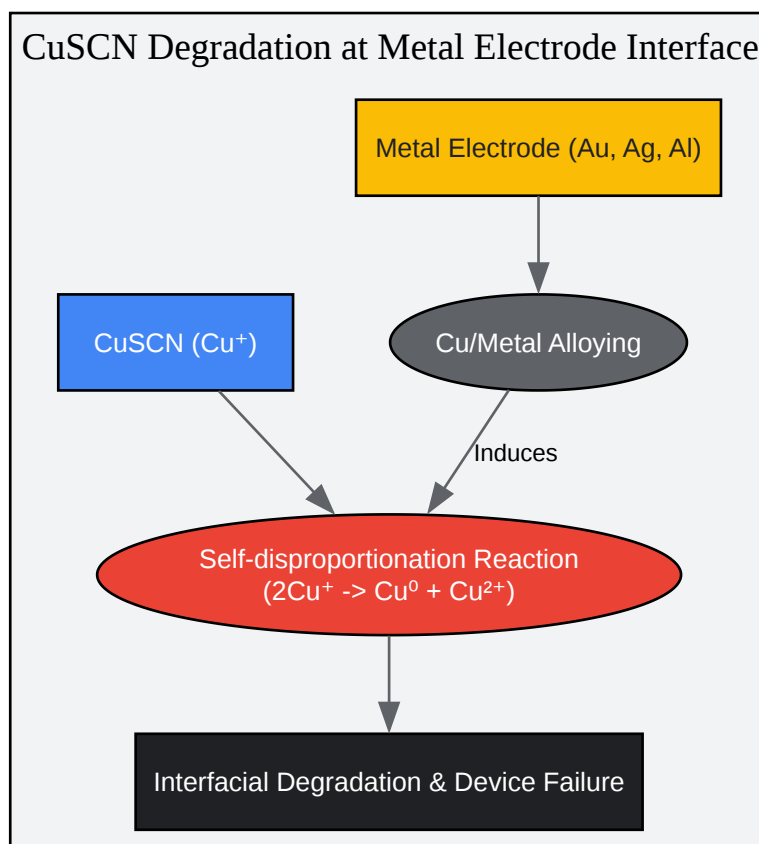 CuSCN Degradation at Metal Electrode Interface
Metal Electrode (Au, Ag, Al)
CuSCN (Cu⁺)
Cu/Metal Alloying
Induces
Self-disproportionation Reaction
(2Cu⁺ -> Cu⁰ + Cu²⁺)
Interfacial Degradation & Device Failure